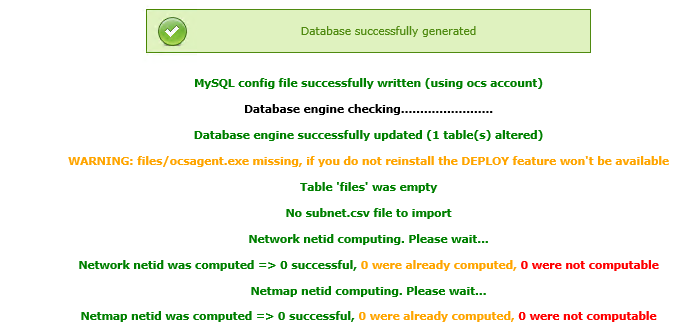 Database successfully generated
MySQL config file successfully written (using ocs account)
Database engine checking........................
Database engine successfully updated (1 table(s) altered)
WARNING: files/ocsagent.exe missing, if you do not reinstall the DEPLOY feature won't be available
Table 'files' was empty
No subnet.csv file to import
Network netid computing. Please wait...
Network netid was computed => 0 successful, 0 were already computed, 0 were not computable
Netmap netid computing. Please wait...
Netmap netid was computed => 0 successful, 0 were already computed, 0 were not computable